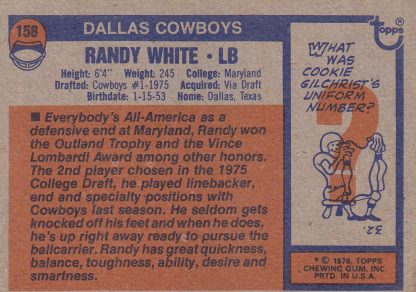 158
DALLAS COWBOYS
RANDY WHITE • LB
Height: 6'4" Weight: 245 College: Maryland
Drafted: Cowboys #1-1975 Acquired: Via Draft
Birthdate: 1-15-53 Home: Dallas, Texas
■ Everybody's All-America as a
defensive end at Maryland, Randy won
the Outland Trophy and the Vince
Lombardi Award among other honors.
The 2nd player chosen in the 1975
College Draft, he played linebacker,
end and specialty positions with
Cowboys last season. He seldom gets
knocked off his feet and when he does,
he's up right away ready to pursue the
ballcarrier. Randy has great quickness,
balance, toughness, ability, desire and
smartness.
topps
WHAT
WAS
COOKIE
GILCHRIST'S
UNIFORM
NUMBER?
?
32.
* © 1976, TOPPS
CHEWING GUM, INC.
PRTD. IN U.S.A.